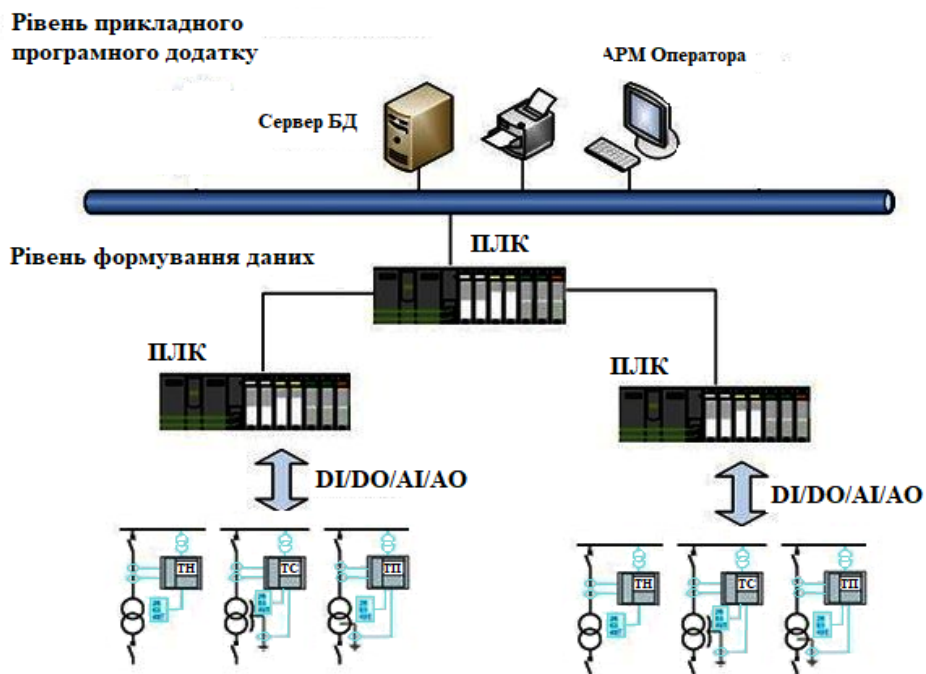 Рівень прикладного
програмного додатку
АРМ Оператора
Сервер БД
ПЛК
Рівень формування даних
ПЛК
ПЛК
DI/DO/AI/AO
DI/DO/AI/AO
ТН
ТС
ТП
ТН
ТС
ТП